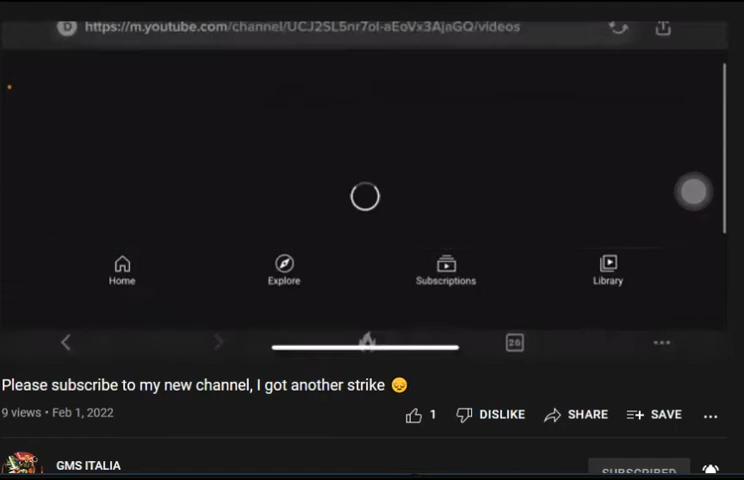 D https://m.youtube.com/channel/UCJ2SL5nr7ol-aEoVx3AjaGQ/videos
Home Explore Subscriptions Library
26
Please subscribe to my new channel, I got another strike 😞
9 views • Feb 1, 2022
1 DISLIKE SHARE SAVE
GMS ITALIA
SUBSCRIBED